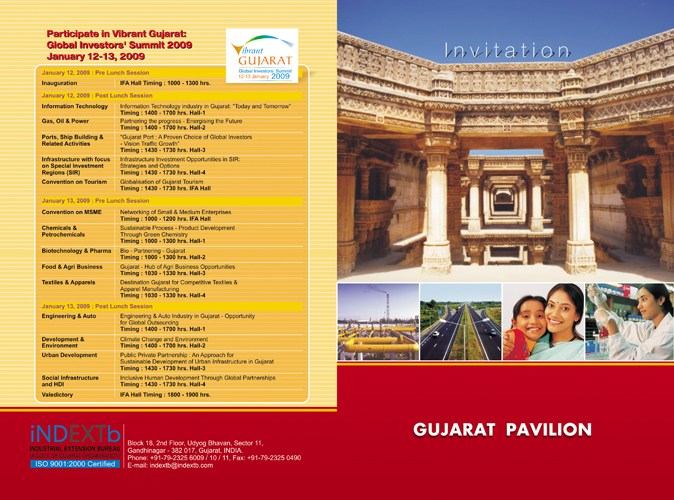 Participate in Vibrant Gujarat:
Global Investors' Summit 2009
January 12-13, 2009
Vibrant
GUJARAT
Global Investors' Summit
12-13 January 2009
January 12, 2009 : Pre Lunch Session
Inauguration IFA Hall Timing : 1000 - 1300 hrs.
January 12, 2009 : Post Lunch Session
Information Technology Information Technology industry in Gujarat: "Today and Tomorrow"
Timing : 1400 - 1700 hrs. Hall-1
Gas, Oil & Power Partnering the progress - Energising the Future
Timing : 1400 - 1700 hrs. Hall-2
Ports, Ship Building & "Gujarat Port : A Proven Choice of Global Investors
Related Activities - Vision Traffic Growth"
Timing : 1430 - 1730 hrs. Hall-3
Infrastructure with focus Infrastructure Investment Opportunities in SIR:
on Special Investment Strategies and Options
Regions (SIR) Timing : 1430 - 1730 hrs. Hall-4
Convention on Tourism Globalisation of Gujarat Tourism
Timing : 1430 - 1730 hrs. IFA Hall
January 13, 2009 : Pre Lunch Session
Convention on MSME Networking of Small & Medium Enterprises
Timing : 1000 - 1200 hrs. IFA Hall
Chemicals & Sustainable Process - Product Development
Petrochemicals Through Green Chemistry
Timing : 1000 - 1300 hrs. Hall-1
Biotechnology & Pharma Bio - Partnering - Gujarat
Timing : 1000 - 1300 hrs. Hall-2
Food & Agri Business Gujarat - Hub of Agri Business Opportunities
Timing : 1030 - 1330 hrs. Hall-3
Textiles & Apparels Destination Gujarat for Competitive Textiles &
Apparel Manufacturing
Timing : 1030 - 1330 hrs. Hall-4
January 13, 2009 : Post Lunch Session
Engineering & Auto Engineering & Auto Industry in Gujarat - Opportunity
for Global Outsourcing
Timing : 1400 - 1700 hrs. Hall-1
Development & Climate Change and Environment
Environment Timing : 1400 - 1700 hrs. Hall-2
Urban Development Public Private Partnership : An Approach for
Sustainable Development of Urban Infrastructure in Gujarat
Timing : 1430 - 1730 hrs. Hall-3
Social Infrastructure Inclusive Human Development Through Global Partnerships
and HDI Timing : 1430 - 1730 hrs. Hall-4
Valedictory IFA Hall Timing : 1800 - 1900 hrs.
iNDEXTb
INDUSTRIAL EXTENSION BUREAU
ISO 9001:2000 Certified
Block 18, 2nd Floor, Udyog Bhavan, Sector 11,
Gandhinagar - 382 017, Gujarat, INDIA.
Phone: +91-79-2325 6009 / 10 / 11, Fax: +91-79-2325 0490
E-mail: indextb@indextb.com
Invitation
GUJARAT PAVILION